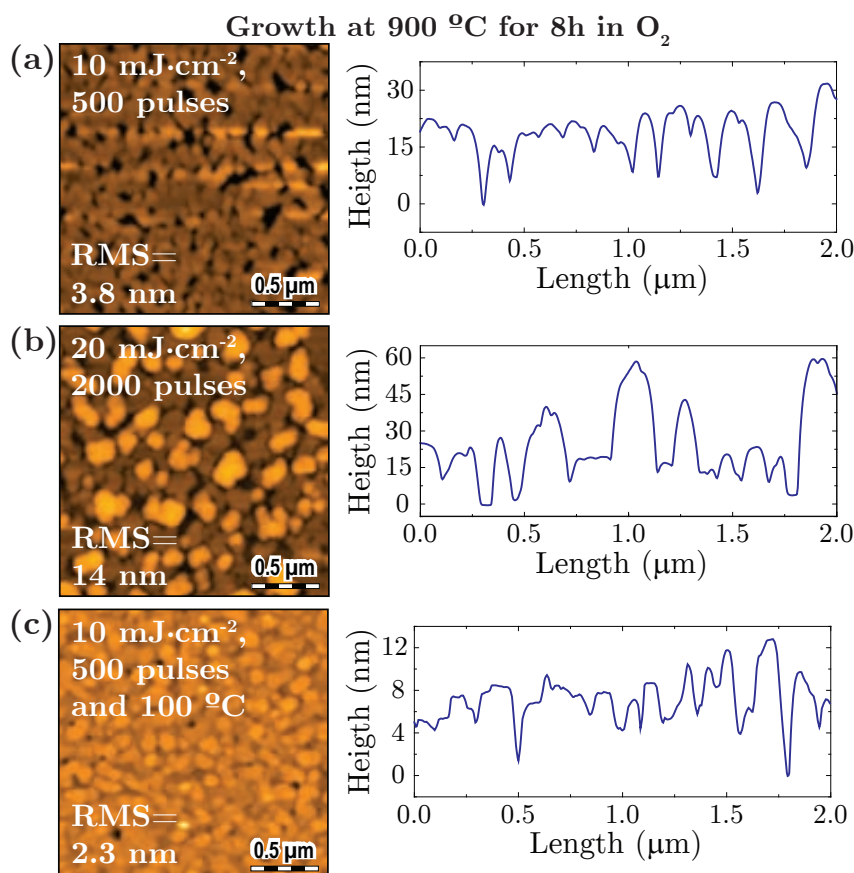 Growth at 900 ºC for 8h in O₂
(a)
10 mJ·cm⁻²,
500 pulses
RMS=
3.8 nm
0.5 µm
Heigth (nm)
30
15
0
0.0 0.5 1.0 1.5 2.0
Length (µm)
(b)
20 mJ·cm⁻²,
2000 pulses
RMS=
14 nm
0.5 µm
Heigth (nm)
60
45
30
15
0
0.0 0.5 1.0 1.5 2.0
Length (µm)
(c)
10 mJ·cm⁻²,
500 pulses
and 100 ºC
RMS=
2.3 nm
0.5 µm
Heigth (nm)
12
8
4
0
0.0 0.5 1.0 1.5 2.0
Length (µm)